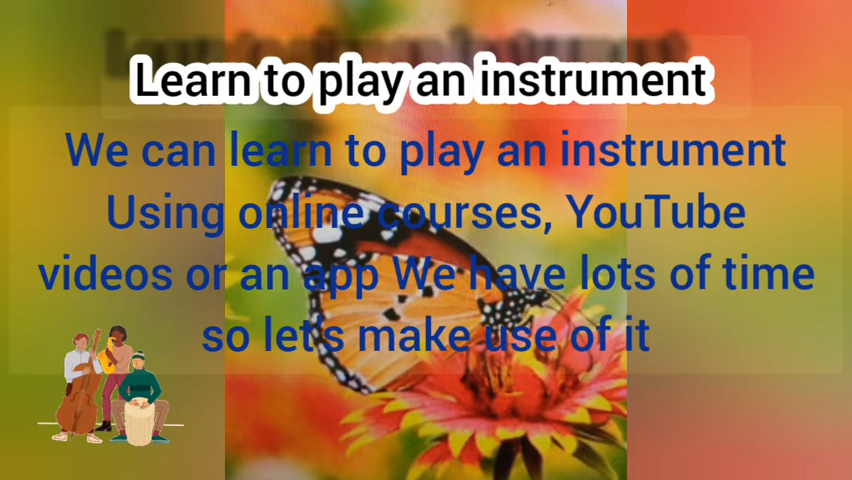 Learn to play an instrument
We can learn to play an instrument
Using online courses, YouTube
videos or an app We have lots of time
so let's make use of it